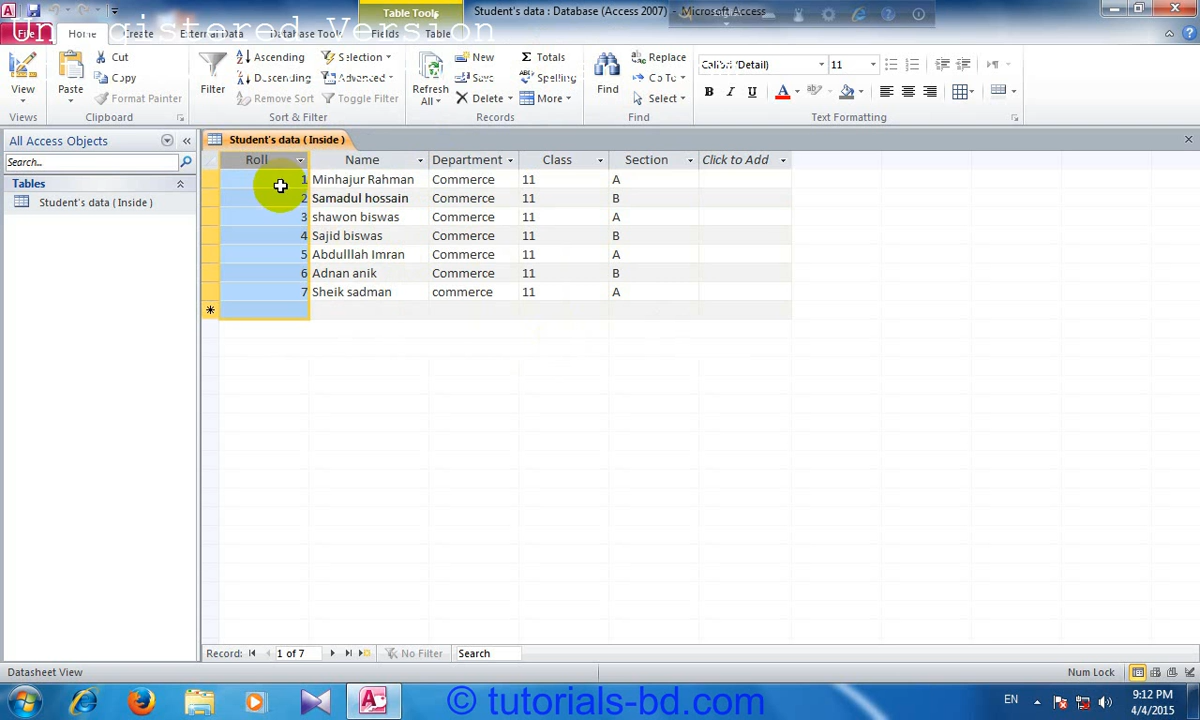 Table Tools
Student's data : Database (Access 2007) - Microsoft Access
Unregistered Version
File Home Create External Data Database Tools Fields Table
View
Views
Paste
Cut
Copy
Format Painter
Clipboard
Filter
Ascending
Descending
Remove Sort
Selection
Advanced
Toggle Filter
Sort & Filter
Refresh All
New
Save
Delete
Totals
Spelling
More
Records
Find
Replace
Go To
Select
Find
Calibri (Detail) 11
B I U A
Text Formatting
All Access Objects
Search...
Tables
Student's data ( Inside )
Student's data ( Inside )
Roll Name Department Class Section Click to Add
1 Minhajur Rahman Commerce 11 A
2 Samadul hossain Commerce 11 B
3 shawon biswas Commerce 11 A
4 Sajid biswas Commerce 11 B
5 Abdulllah Imran Commerce 11 A
6 Adnan anik Commerce 11 B
7 Sheik sadman commerce 11 A
Record: 1 of 7 No Filter Search
Datasheet View Num Lock
© tutorials-bd.com
EN
9:12 PM
4/4/2015